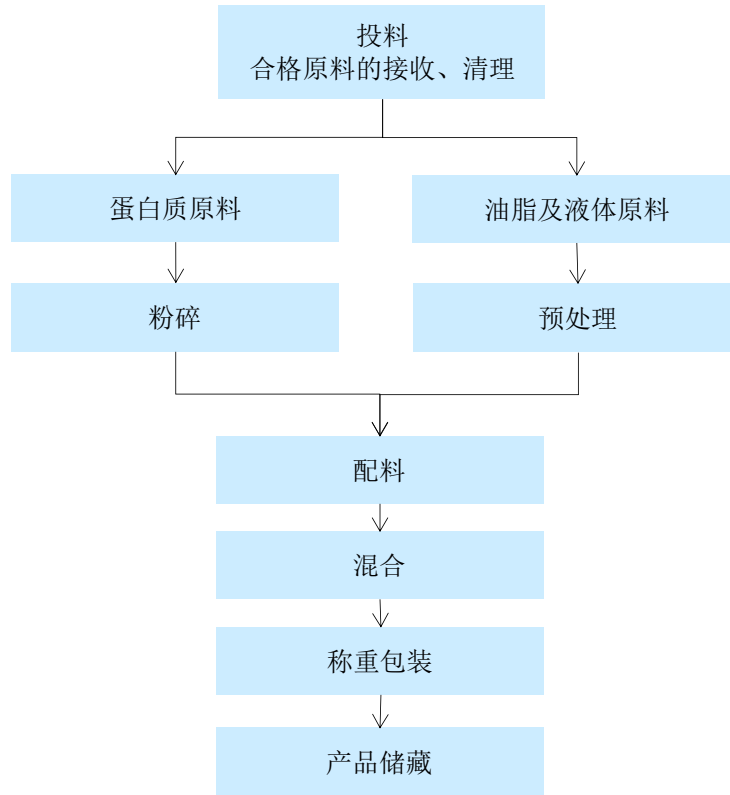 投料
合格原料的接收、清理
蛋白质原料
油脂及液体原料
粉碎
预处理
配料
混合
称重包装
产品储藏